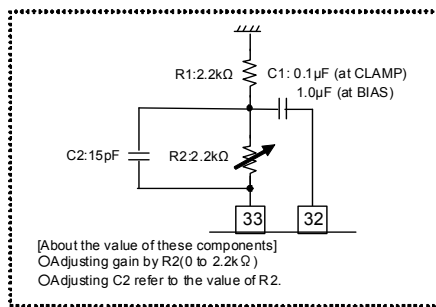 R1:2.2kΩ
C1: 0.1μF (at CLAMP)
1.0μF (at BIAS)
C2:15pF
R2:2.2kΩ
33
32
[About the value of these components]
○Adjusting gain by R2(0 to 2.2kΩ)
○Adjusting C2 refer to the value of R2.